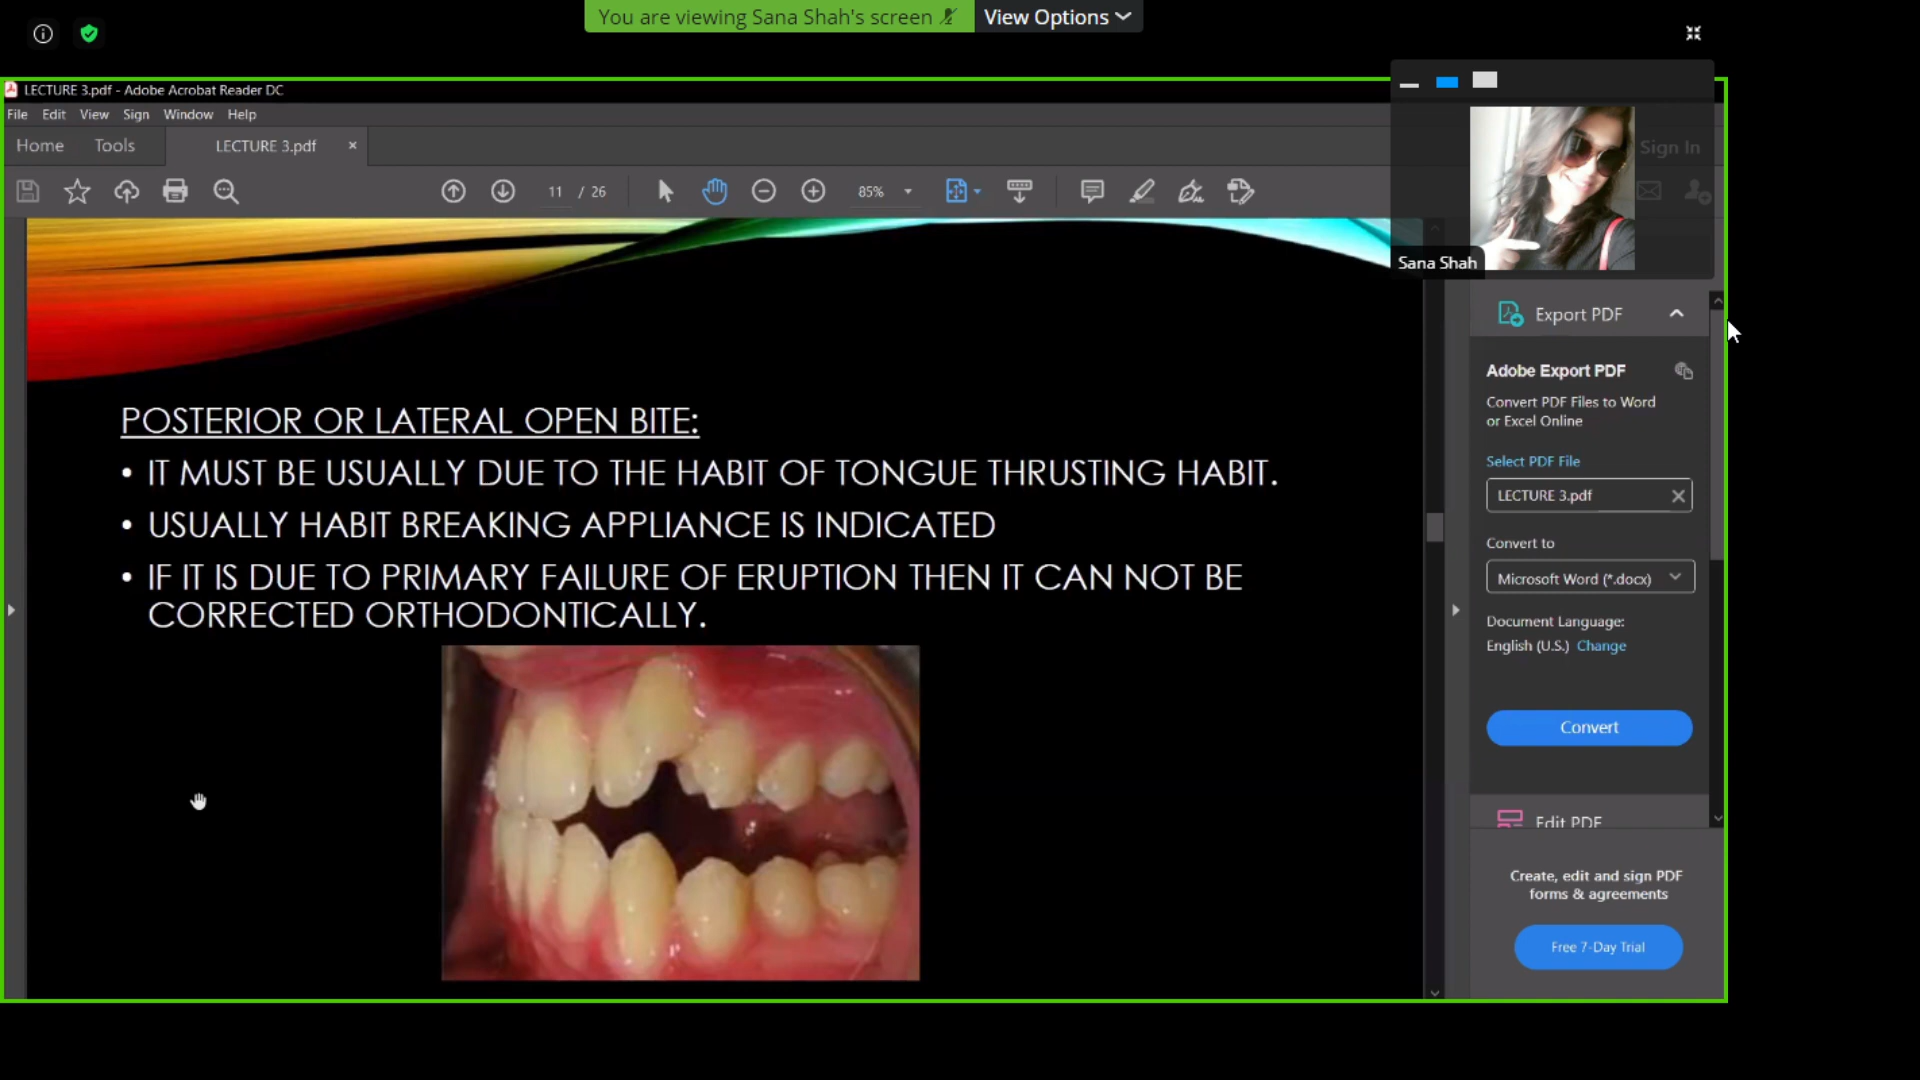 You are viewing Sana Shah's screen
View Options
LECTURE 3.pdf - Adobe Acrobat Reader DC
File Edit View Sign Window Help
Home Tools LECTURE 3.pdf ×
Sign In
11 / 26
85%
Sana Shah
POSTERIOR OR LATERAL OPEN BITE:
• IT MUST BE USUALLY DUE TO THE HABIT OF TONGUE THRUSTING HABIT.
• USUALLY HABIT BREAKING APPLIANCE IS INDICATED
• IF IT IS DUE TO PRIMARY FAILURE OF ERUPTION THEN IT CAN NOT BE
CORRECTED ORTHODONTICALLY.
Export PDF
Adobe Export PDF
Convert PDF Files to Word
or Excel Online
Select PDF File
LECTURE 3.pdf
Convert to
Microsoft Word (*.docx)
Document Language:
English (U.S.) Change
Convert
Edit PDF
Create, edit and sign PDF
forms & agreements
Free 7-Day Trial